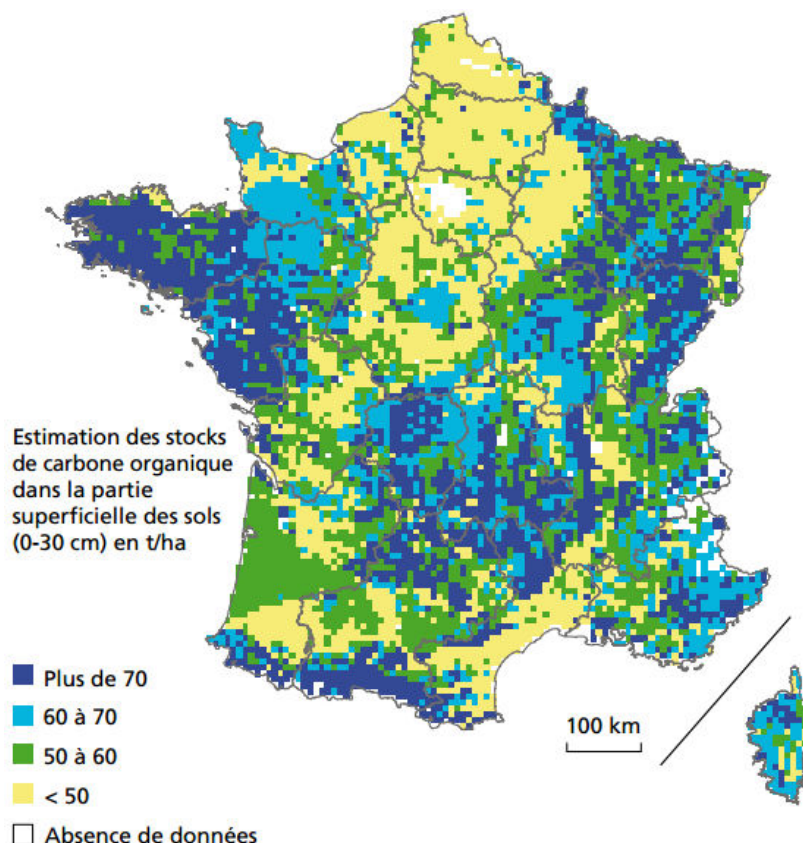 Estimation des stocks
de carbone organique
dans la partie
superficielle des sols
(0-30 cm) en t/ha
Plus de 70
60 à 70
50 à 60
< 50
Absence de données
100 km